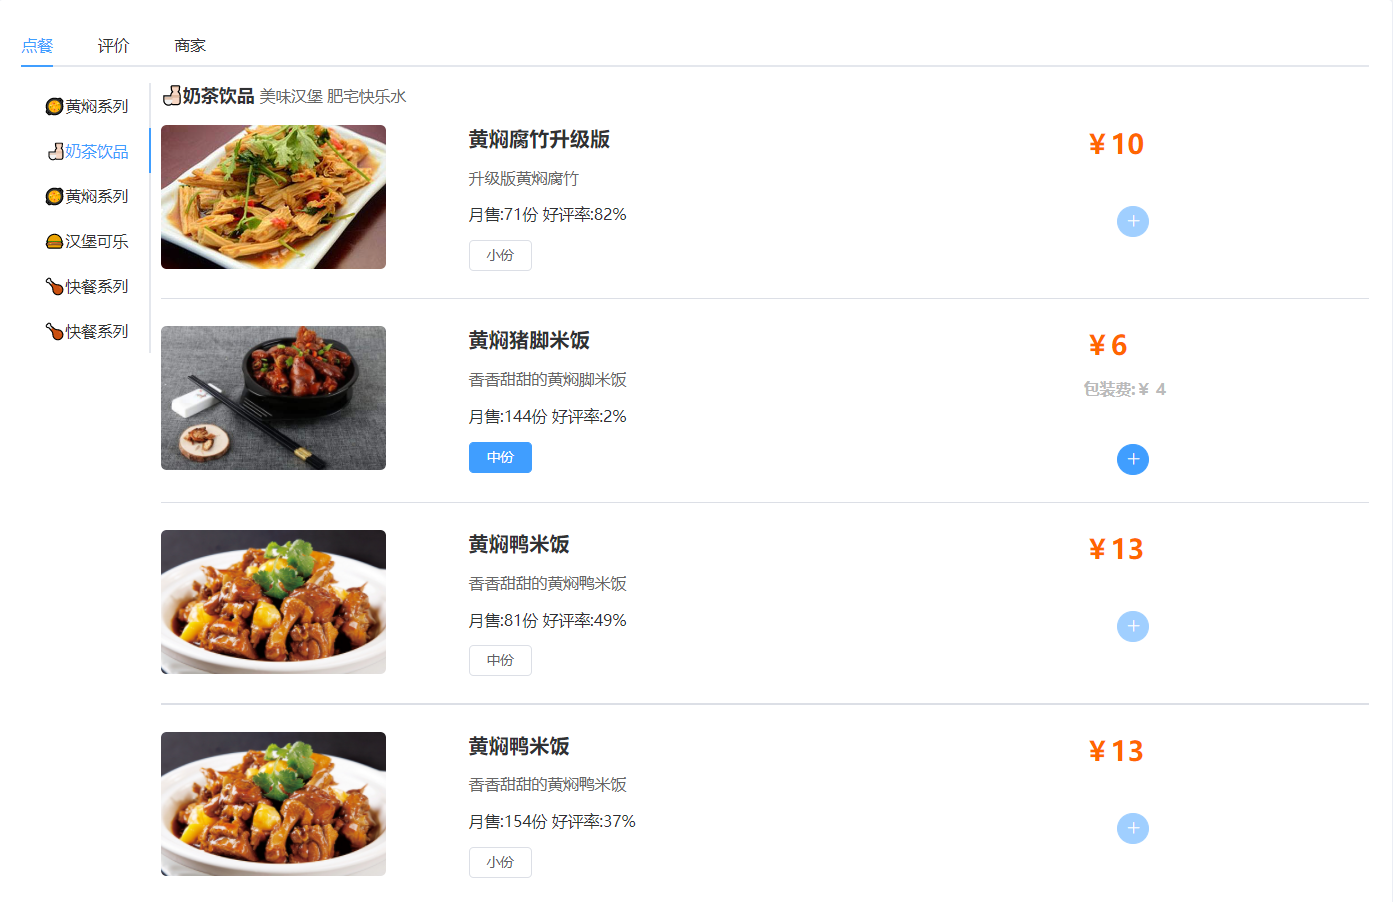 点餐 评价 商家
黄焖系列
奶茶饮品
黄焖系列
汉堡可乐
快餐系列
快餐系列
奶茶饮品 美味汉堡 肥宅快乐水
黄焖腐竹升级版
¥ 10
升级版黄焖腐竹
月售:71份 好评率:82%
小份
黄焖猪脚米饭
¥ 6
香香甜甜的黄焖脚米饭
包装费:¥ 4
月售:144份 好评率:2%
中份
黄焖鸭米饭
¥ 13
香香甜甜的黄焖鸭米饭
月售:81份 好评率:49%
中份
黄焖鸭米饭
¥ 13
香香甜甜的黄焖鸭米饭
月售:154份 好评率:37%
小份